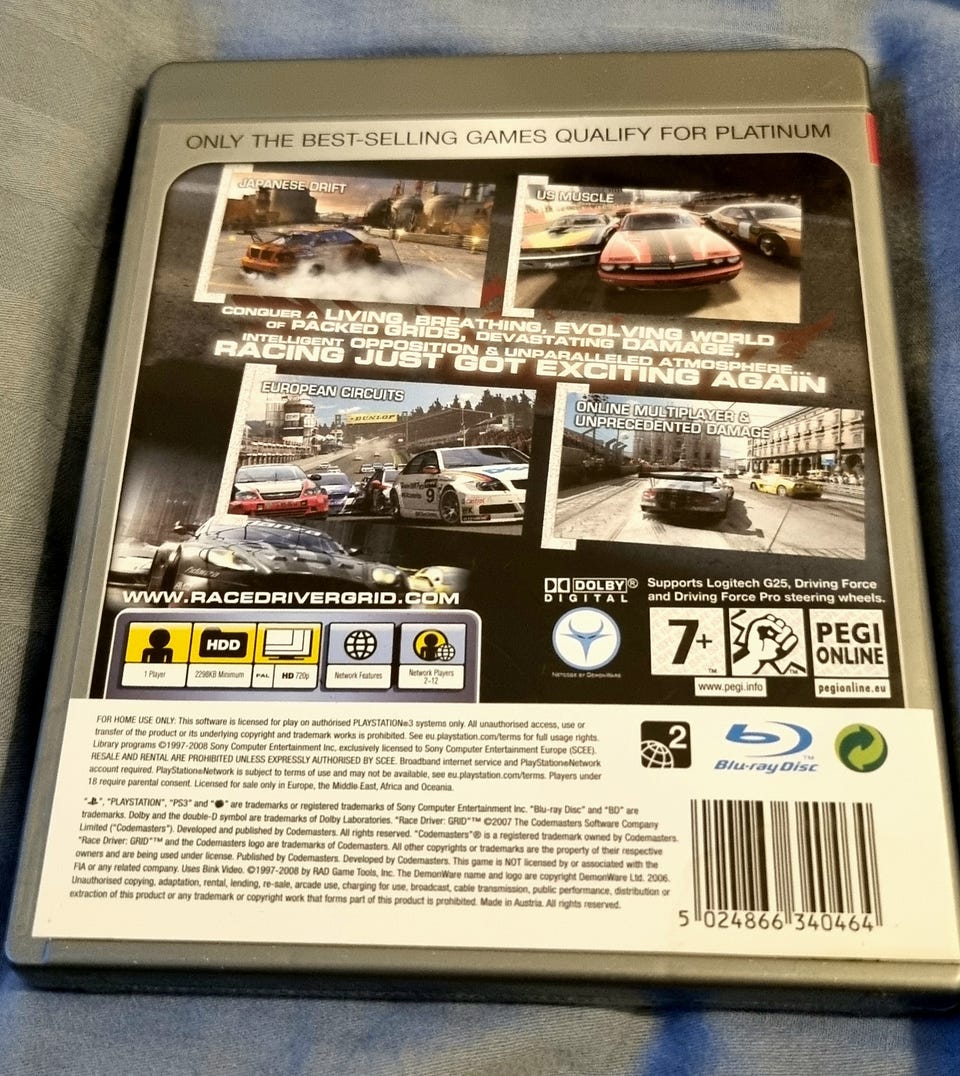 ONLY THE BEST-SELLING GAMES QUALIFY FOR PLATINUM
JAPANESE DRIFT
US MUSCLE
CONQUER A LIVING, BREATHING, EVOLVING WORLD
OF PACKED GRIDS, DEVASTATING DAMAGE,
INTELLIGENT OPPOSITION & UNPARALLELED ATMOSPHERE...
RACING JUST GOT EXCITING AGAIN
EUROPEAN CIRCUITS
DUNLOP
9
ONLINE MULTIPLAYER &
UNPRECEDENTED DAMAGE
WWW.RACEDRIVERGRID.COM
DOLBY®
DIGITAL
Supports Logitech G25, Driving Force
and Driving Force Pro steering wheels.
HDD
1 Player
2298KB Minimum
PAL
HD 720p
Network Features
Network Players
2-12
NETCODE BY DEMONWARE
7+
™
www.pegi.info
PEGI
ONLINE
pegionline.eu
FOR HOME USE ONLY: This software is licensed for play on authorised PLAYSTATION®3 systems only. All unauthorised access, use or
transfer of the product or its underlying copyright and trademark works is prohibited. See eu.playstation.com/terms for full usage rights.
Library programs ©1997-2008 Sony Computer Entertainment Inc. exclusively licensed to Sony Computer Entertainment Europe (SCEE).
RESALE AND RENTAL ARE PROHIBITED UNLESS EXPRESSLY AUTHORISED BY SCEE. Broadband internet service and PlayStation®Network
account required. PlayStation®Network is subject to terms of use and may not be available, see eu.playstation.com/terms. Players under
18 require parental consent. Licensed for sale only in Europe, the Middle East, Africa and Oceania.
2
Blu-ray Disc™
"", "PLAYSTATION", "PS3" and "" are trademarks or registered trademarks of Sony Computer Entertainment Inc. "Blu-ray Disc" and "BD" are
trademarks. Dolby and the double-D symbol are trademarks of Dolby Laboratories. "Race Driver: GRID"™ ©2007 The Codemasters Software Company
Limited ("Codemasters"). Developed and published by Codemasters. All rights reserved. "Codemasters"® is a registered trademark owned by Codemasters.
"Race Driver: GRID"™ and the Codemasters logo are trademarks of Codemasters. All other copyrights or trademarks are the property of their respective
owners and are being used under license. Published by Codemasters. Developed by Codemasters. This game is NOT licensed by or associated with the
FIA or any related company. Uses Bink Video. ©1997-2008 by RAD Game Tools, Inc. The DemonWare name and logo are copyright DemonWare Ltd. 2006.
Unauthorised copying, adaptation, rental, lending, re-sale, arcade use, charging for use, broadcast, cable transmission, public performance, distribution or
extraction of this product or any trademark or copyright work that forms part of this product is prohibited. Made in Austria. All rights reserved.
5 024866 340464